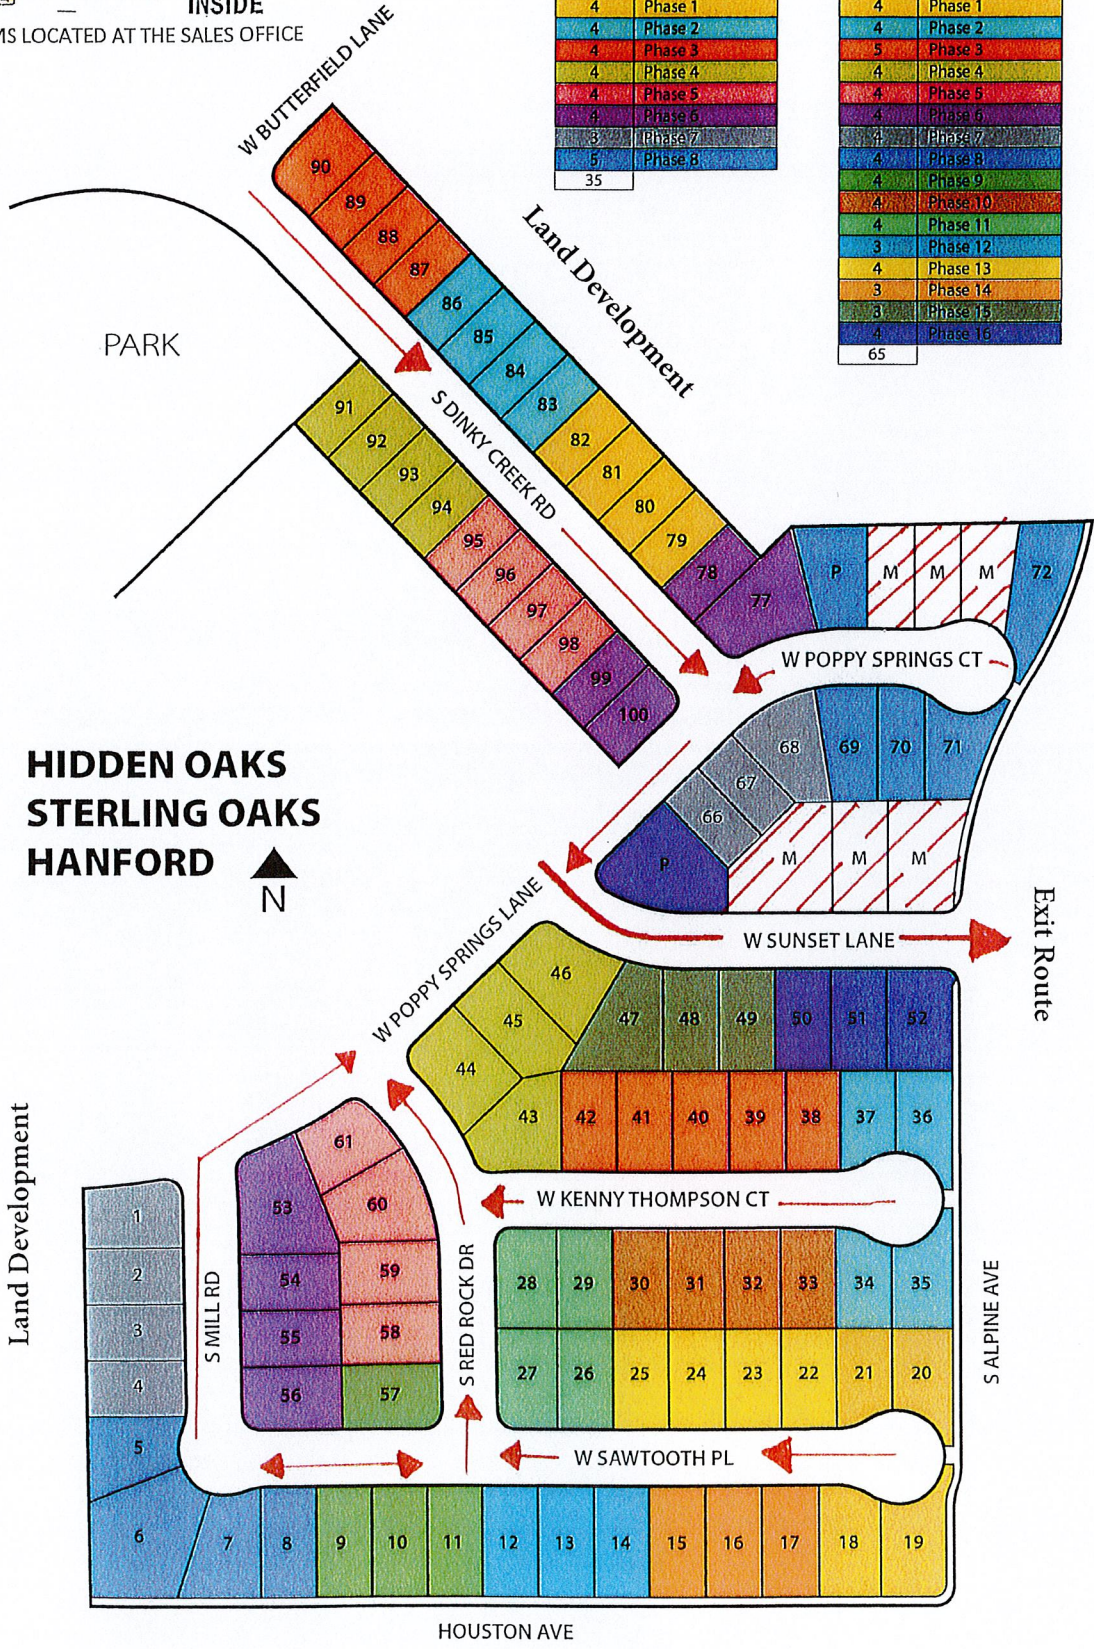 INSIDE
MS LOCATED AT THE SALES OFFICE
4 Phase 1
4 Phase 2
4 Phase 3
4 Phase 4
4 Phase 5
4 Phase 6
3 Phase 7
5 Phase 8
35
4 Phase 1
4 Phase 2
5 Phase 3
4 Phase 4
4 Phase 5
4 Phase 6
4 Phase 7
4 Phase 8
4 Phase 9
4 Phase 10
4 Phase 11
3 Phase 12
4 Phase 13
3 Phase 14
3 Phase 15
4 Phase 16
65
W BUTTERFIELD LANE
90
89
88
87
86
85
84
83
82
81
80
79
78
77
Land Development
PARK
S DINKY CREEK RD
91
92
93
94
95
96
97
98
99
100
P
M
M
M
72
W POPPY SPRINGS CT
68
69
70
71
67
66
P
M
M
M
HIDDEN OAKS
STERLING OAKS
HANFORD
N
W SUNSET LANE
Exit Route
W POPPY SPRINGS LANE
46
45
44
43
47
48
49
50
51
52
42
41
40
39
38
37
36
W KENNY THOMPSON CT
Land Development
1
2
3
4
5
6
S MILL RD
61
53
60
54
59
55
58
56
57
S RED ROCK DR
28
29
30
31
32
33
34
35
27
26
25
24
23
22
21
20
S ALPINE AVE
W SAWTOOTH PL
7
8
9
10
11
12
13
14
15
16
17
18
19
HOUSTON AVE